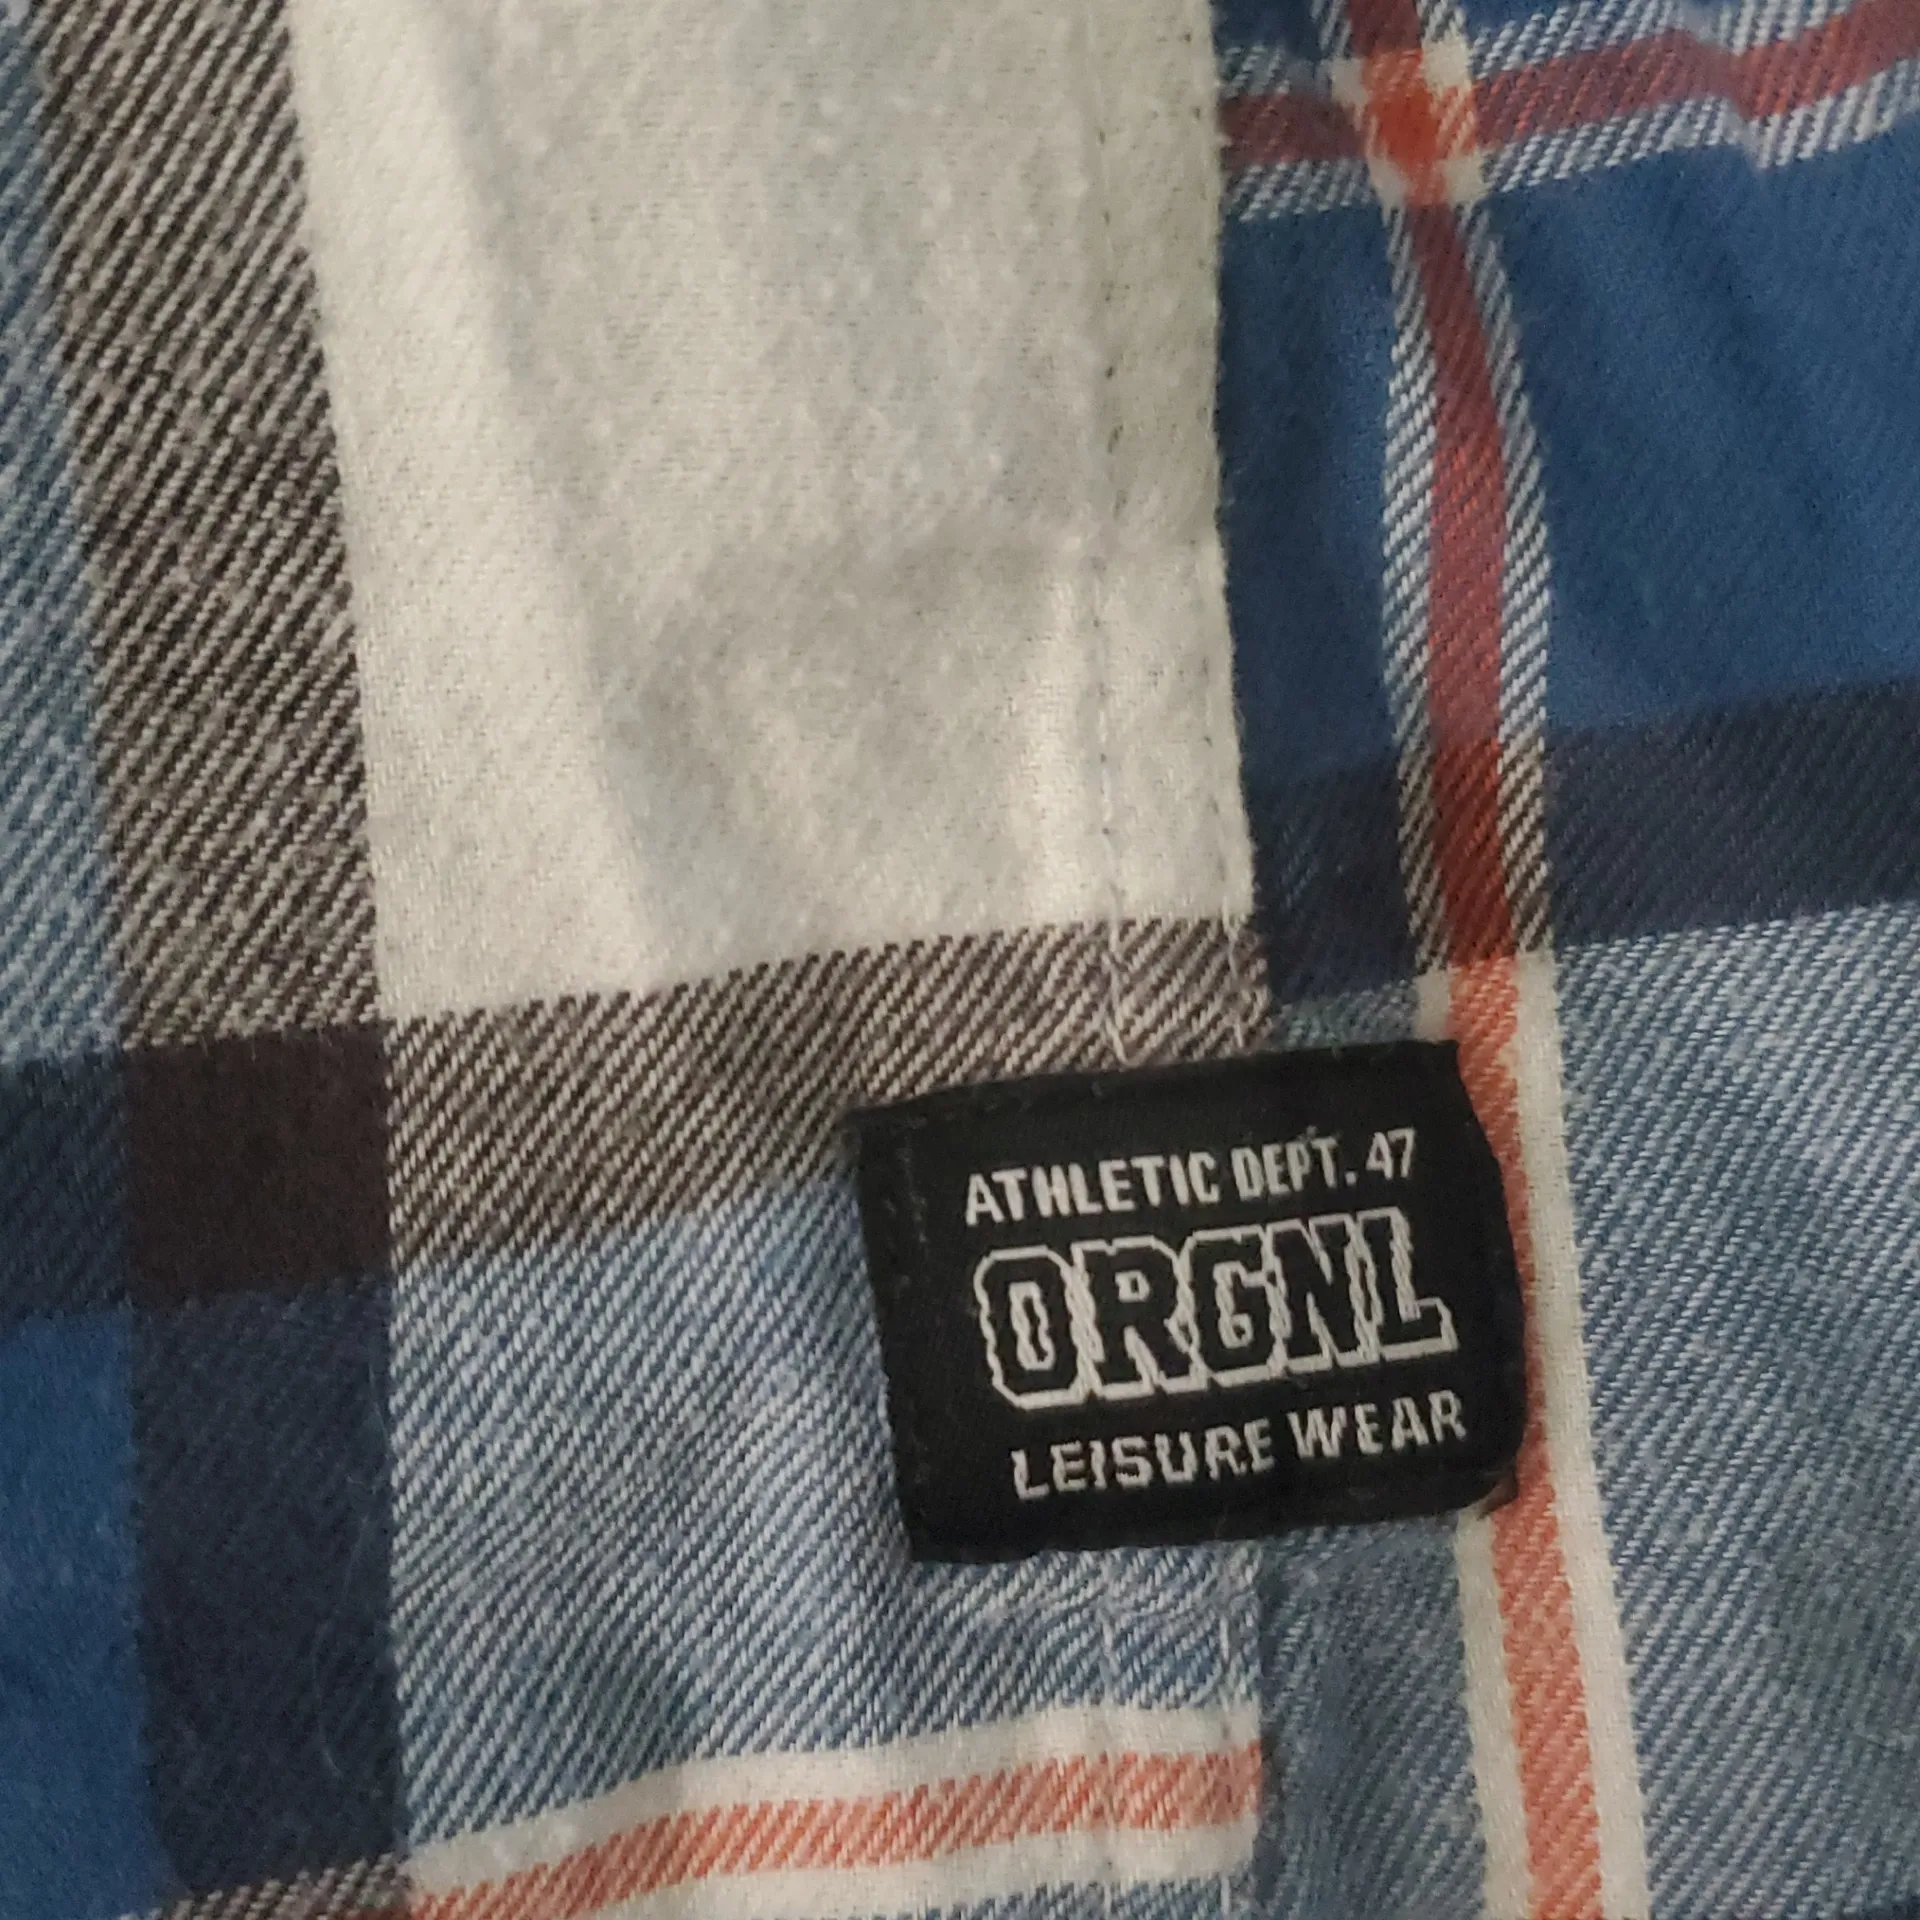 ATHLETIC DEPT. 47
ORGNL
LEISURE WEAR